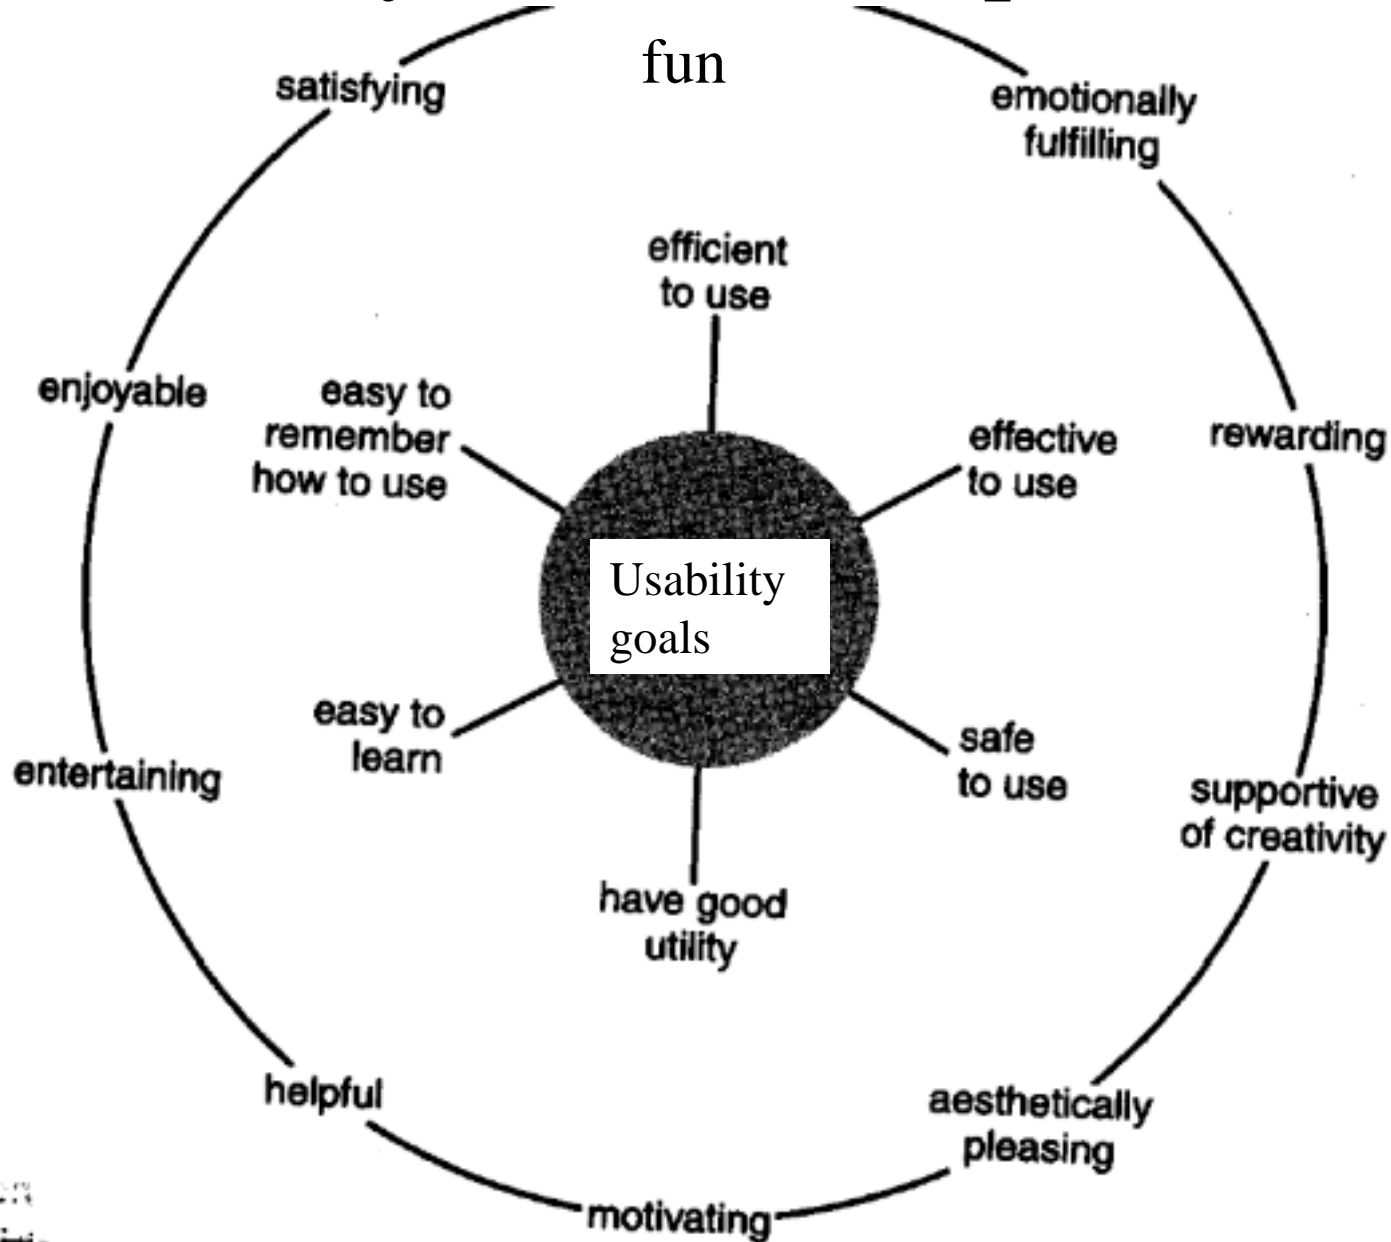 fun
satisfying
emotionally
fulfilling
efficient
to use
enjoyable
easy to
remember
how to use
effective
to use
rewarding
Usability
goals
easy to
learn
safe
to use
entertaining
supportive
of creativity
have good
utility
helpful
aesthetically
pleasing
motivating